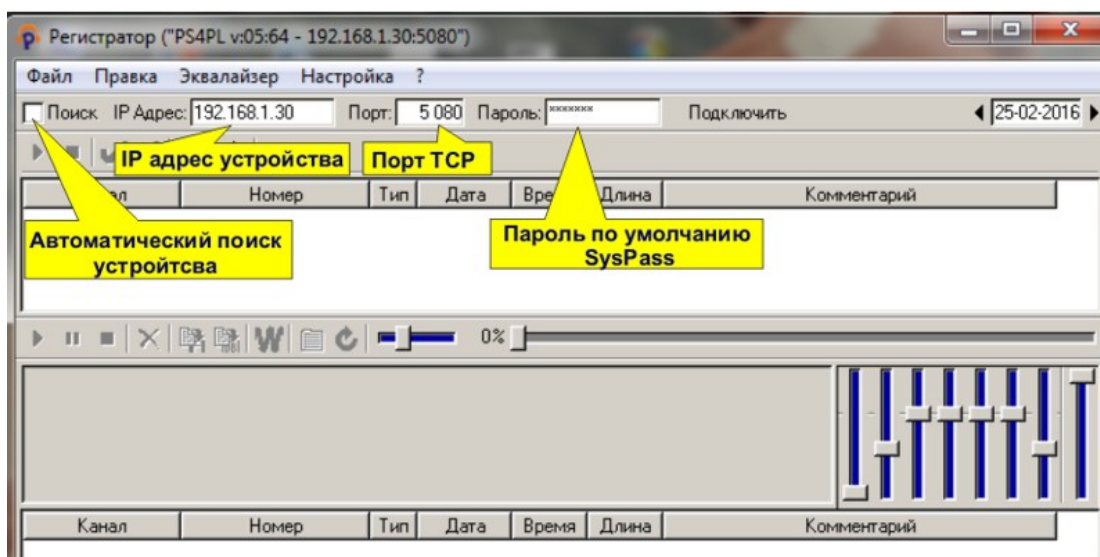 Регистратор ("PS4PL v:05:64 - 192.168.1.30:5080")
Файл Правка Эквалайзер Настройка ?
Поиск IP Адрес: 192.168.1.30 Порт: 5 080 Пароль: ******* Подключить 25-02-2016
IP адрес устройства Порт TCP
Номер Тип Дата Длина Комментарий
Автоматический поиск
устройтсва
Пароль по умолчанию
SysPass
0%
Канал Номер Тип Дата Время Длина Комментарий